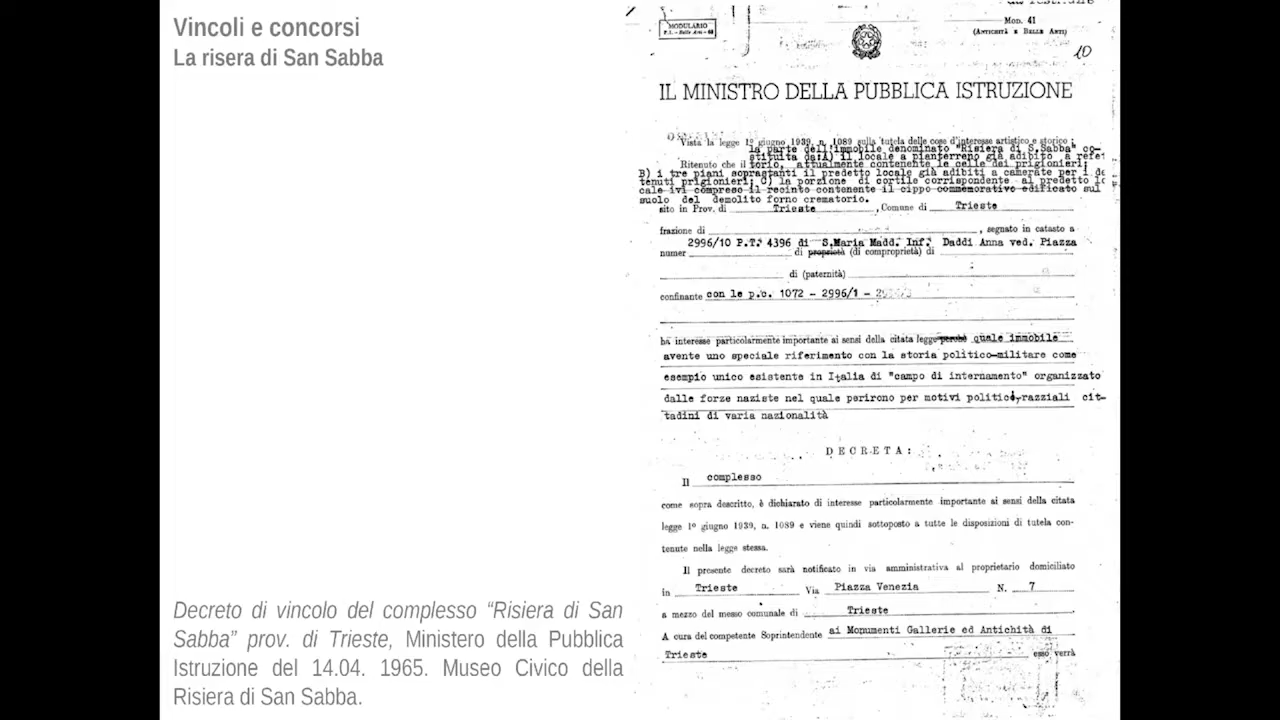 Vincoli e concorsi
La risera di San Sabba
Decreto di vincolo del complesso “Risiera di San
Sabba” prov. di Trieste, Ministero della Pubblica
Istruzione del 14.04. 1965. Museo Civico della
Risiera di San Sabba.
MODULARIO
Mod. 41
(Antichità e Belle Arti)
10
IL MINISTRO DELLA PUBBLICA ISTRUZIONE
Vista la legge 1º giugno 1939, n. 1089 sulla tutela delle cose d'interesse artistico e storico;
la parte dell'immobile denominato "Risiera di S.Sabba" co-
stituita da:A) il locale a pianterreno già adibito a refet
Ritenuto che il torio, attualmente contenente le celle dei prigionieri;
B) i tre piani soprastanti il predetto locale già adibiti a camerate per i de
tenuti prigionieri; C) la porzione di cortile corrispondente al predetto lo
cale ivi compreso il recinto contenente il cippo commemorativo edificato sul
suolo del demolito forno crematorio.
sito in Prov. di Trieste, Comune di Trieste
frazione di , segnato in catasto a
2996/10 P.T. 4396 di S.Maria Madd. Inf. Daddi Anna ved. Piazza
numer di proprietà (di comproprietà) di
di (paternità)
confinante con le p.c. 1072 - 2996/1 -
ha interesse particolarmente importante ai sensi della citata legge perchè quale immobile
avente uno speciale riferimento con la storia politico-militare come
esempio unico esistente in Italia di "campo di internamento" organizzato
dalle forze naziste nel quale perirono per motivi politici, razziali cit-
tadini di varia nazionalità
DECRETA:
Il complesso
come sopra descritto, è dichiarato di interesse particolarmente importante ai sensi della citata
legge 1º giugno 1939, n. 1089 e viene quindi sottoposto a tutte le disposizioni di tutela con-
tenute nella legge stessa.
Il presente decreto sarà notificato in via amministrativa al proprietario domiciliato
in Trieste Via Piazza Venezia N. 7
a mezzo del messo comunale di Trieste
A cura del competente Soprintendente ai Monumenti Gallerie ed Antichità di
Trieste esso verrà